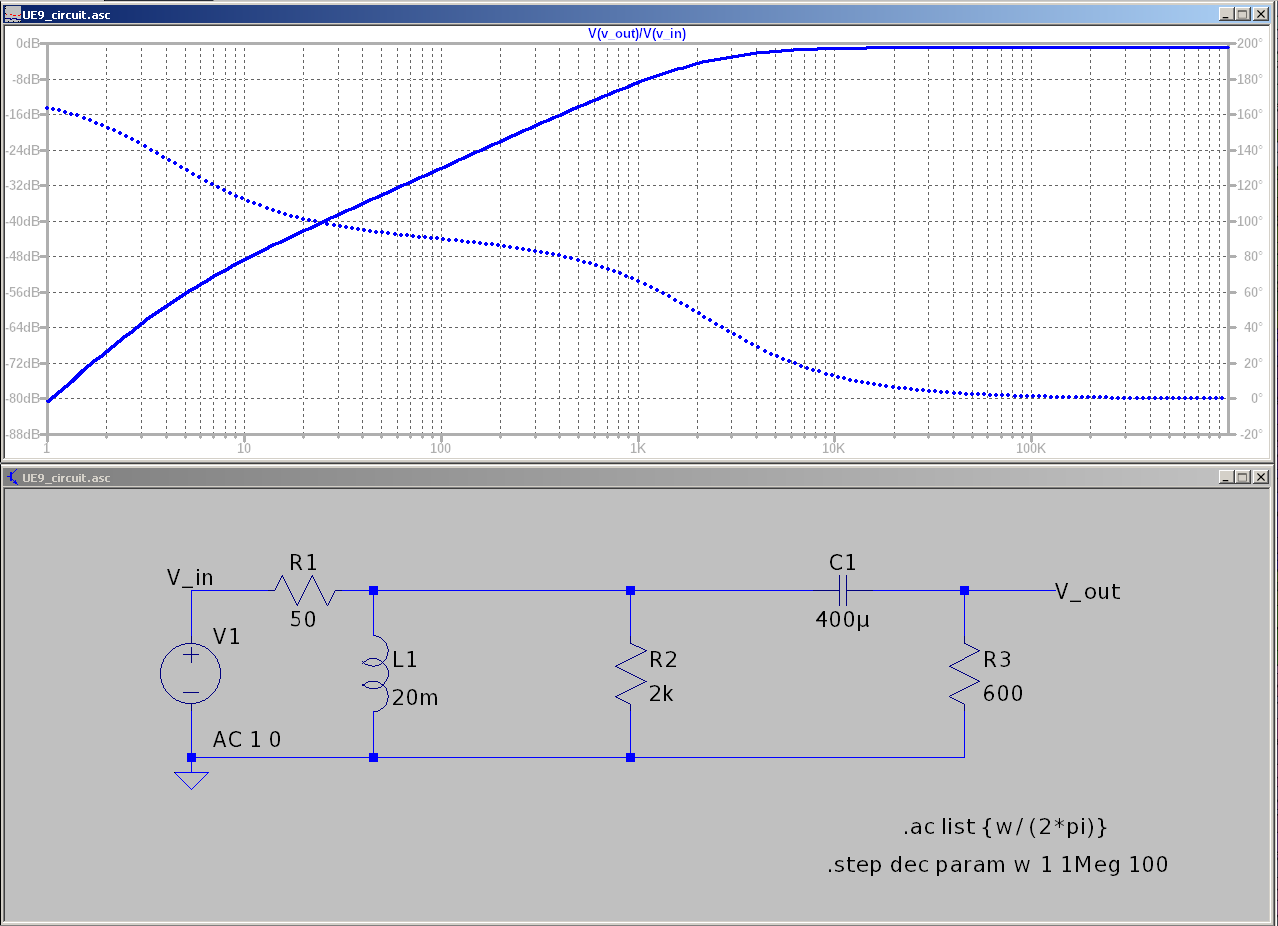 UE9_circuit.asc
V(v_out)/V(v_in)
0dB
-8dB
-16dB
-24dB
-32dB
-40dB
-48dB
-56dB
-64dB
-72dB
-80dB
-88dB
200°
180°
160°
140°
120°
100°
80°
60°
40°
20°
0°
-20°
1
10
100
1K
10K
100K
UE9_circuit.asc
V_in
R1
50
V1
AC 1 0
L1
20m
R2
2k
C1
400µ
V_out
R3
600
.ac list {w/(2*pi)}
.step dec param w 1 1Meg 100